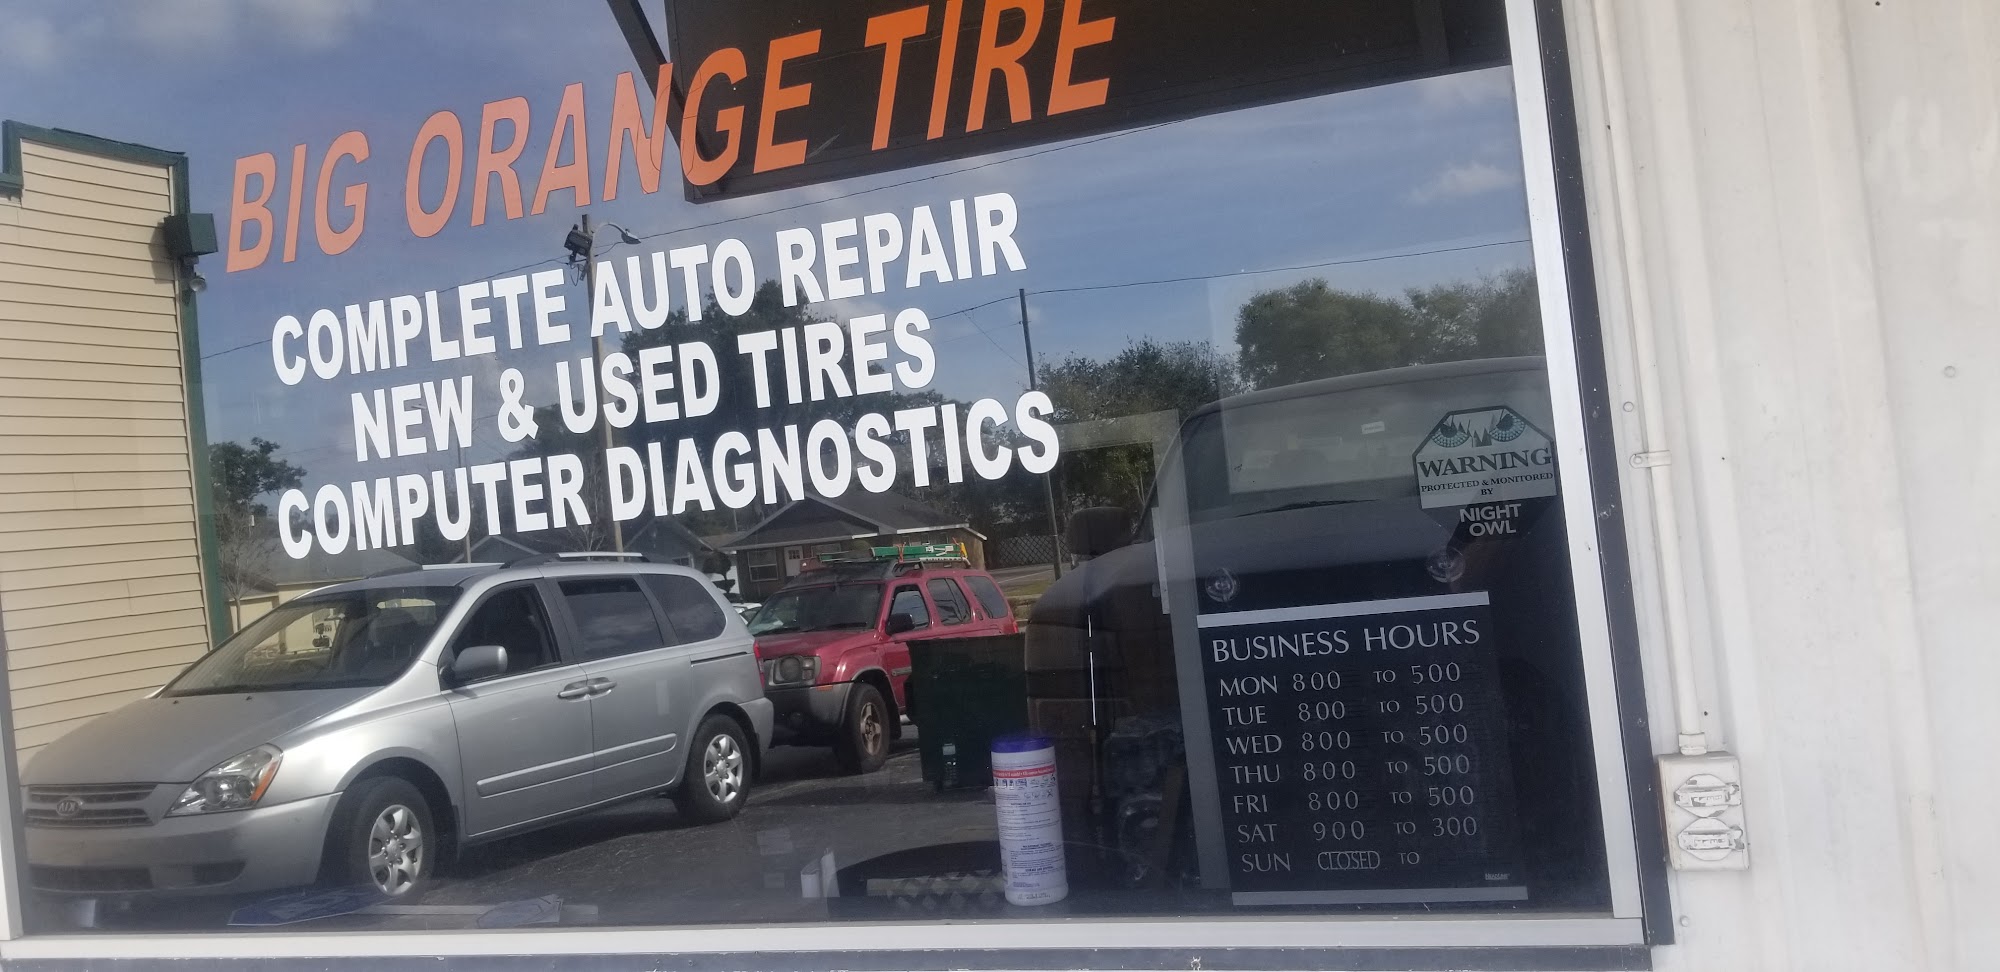 BIG ORANGE TIRE
COMPLETE AUTO REPAIR
NEW & USED TIRES
COMPUTER DIAGNOSTICS
WARNING
PROTECTED & MONITORED
BY
NIGHT
OWL
BUSINESS HOURS
MON 800 TO 500
TUE 800 TO 500
WED 800 TO 500
THU 800 TO 500
FRI 800 TO 500
SAT 900 TO 300
SUN CLOSED TO